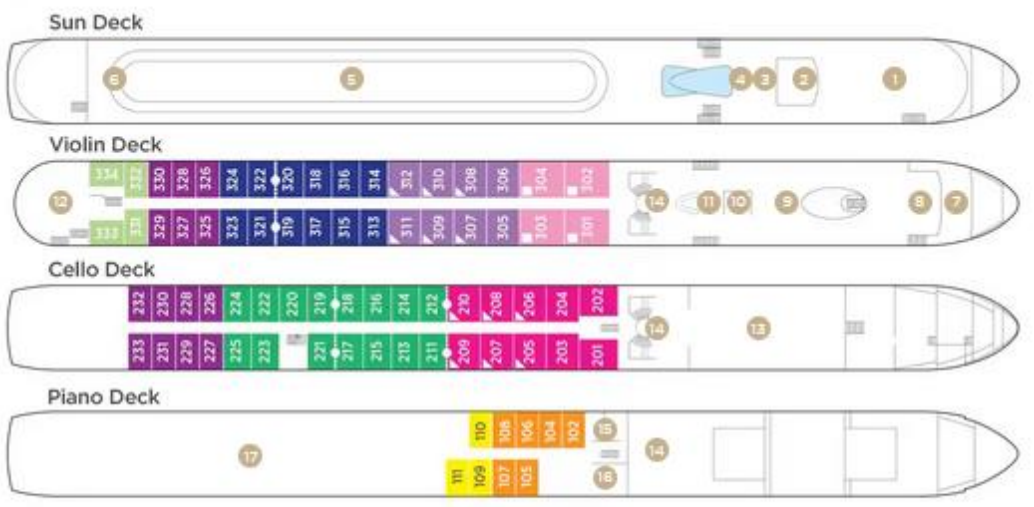 Sun Deck
6 5 4 3 2 1
Violin Deck
334 332 330 328 326 324 322 320 318 316 314 312 310 308 306 304 302
12 14 11 10 9 8 7
333 331 329 327 325 323 321 319 317 315 313 311 309 307 305 303 301
Cello Deck
232 230 228 226 224 222 220 219 218 216 214 212 210 208 206 204 202
14 13
233 231 229 227 225 223 221 217 215 213 211 209 207 205 203 201
Piano Deck
110 108 106 104 102 15
17 14
111 109 107 105 16